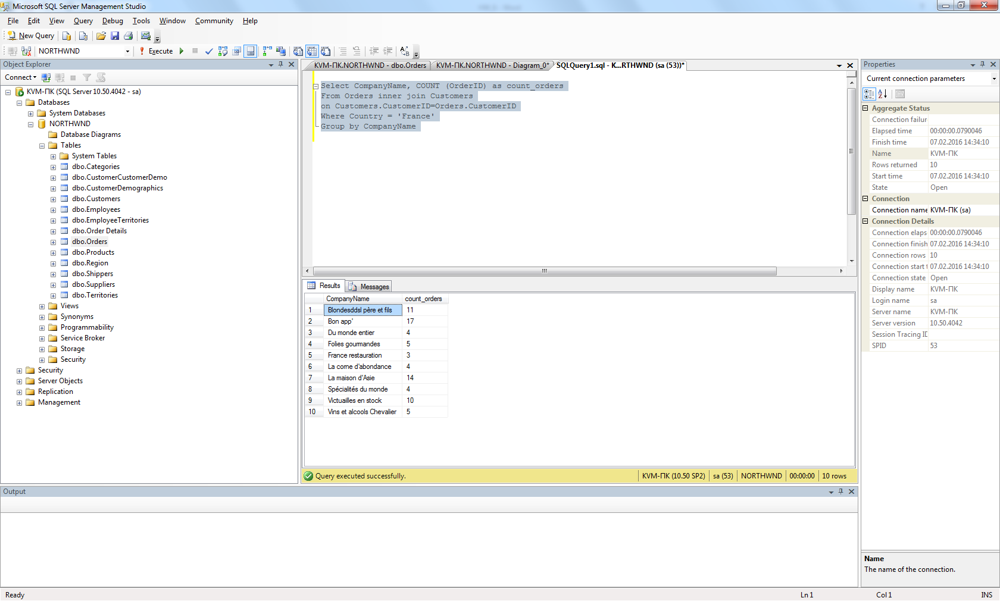 Microsoft SQL Server Management Studio
File Edit View Query Debug Tools Window Community Help
New Query
NORTHWND Execute
Object Explorer
Connect
KVM-ПК (SQL Server 10.50.4042 - sa)
Databases
System Databases
NORTHWND
Database Diagrams
Tables
System Tables
dbo.Categories
dbo.CustomerCustomerDemo
dbo.CustomerDemographics
dbo.Customers
dbo.Employees
dbo.EmployeeTerritories
dbo.Order Details
dbo.Orders
dbo.Products
dbo.Region
dbo.Shippers
dbo.Suppliers
dbo.Territories
Views
Synonyms
Programmability
Service Broker
Storage
Security
Security
Server Objects
Replication
Management
KVM-ПК.NORTHWND - dbo.Orders KVM-ПК.NORTHWND - Diagram_0* SQLQuery1.sql - K...RTHWND (sa (53))*
Select CompanyName, COUNT (OrderID) as count_orders
From Orders inner join Customers
on Customers.CustomerID=Orders.CustomerID
Where Country = 'France'
Group by CompanyName
Results Messages
CompanyName count_orders
1 Blondesddsl père et fils 11
2 Bon app' 17
3 Du monde entier 4
4 Folies gourmandes 5
5 France restauration 3
6 La corne d'abondance 4
7 La maison d'Asie 14
8 Spécialités du monde 4
9 Victuailles en stock 10
10 Vins et alcools Chevalier 5
Query executed successfully. KVM-ПК (10.50 SP2) sa (53) NORTHWND 00:00:00 10 rows
Properties
Current connection parameters
Aggregate Status
Connection failur
Elapsed time 00:00:00.0790046
Finish time 07.02.2016 14:34:10
Name KVM-ПК
Rows returned 10
Start time 07.02.2016 14:34:10
State Open
Connection
Connection name KVM-ПК (sa)
Connection Details
Connection elaps 00:00:00.0790046
Connection finish 07.02.2016 14:34:10
Connection rows 10
Connection start t 07.02.2016 14:34:10
Connection state Open
Display name KVM-ПК
Login name sa
Server name KVM-ПК
Server version 10.50.4042
Session Tracing ID
SPID 53
Name
The name of the connection.
Output
Ready Ln 1 Col 1 INS